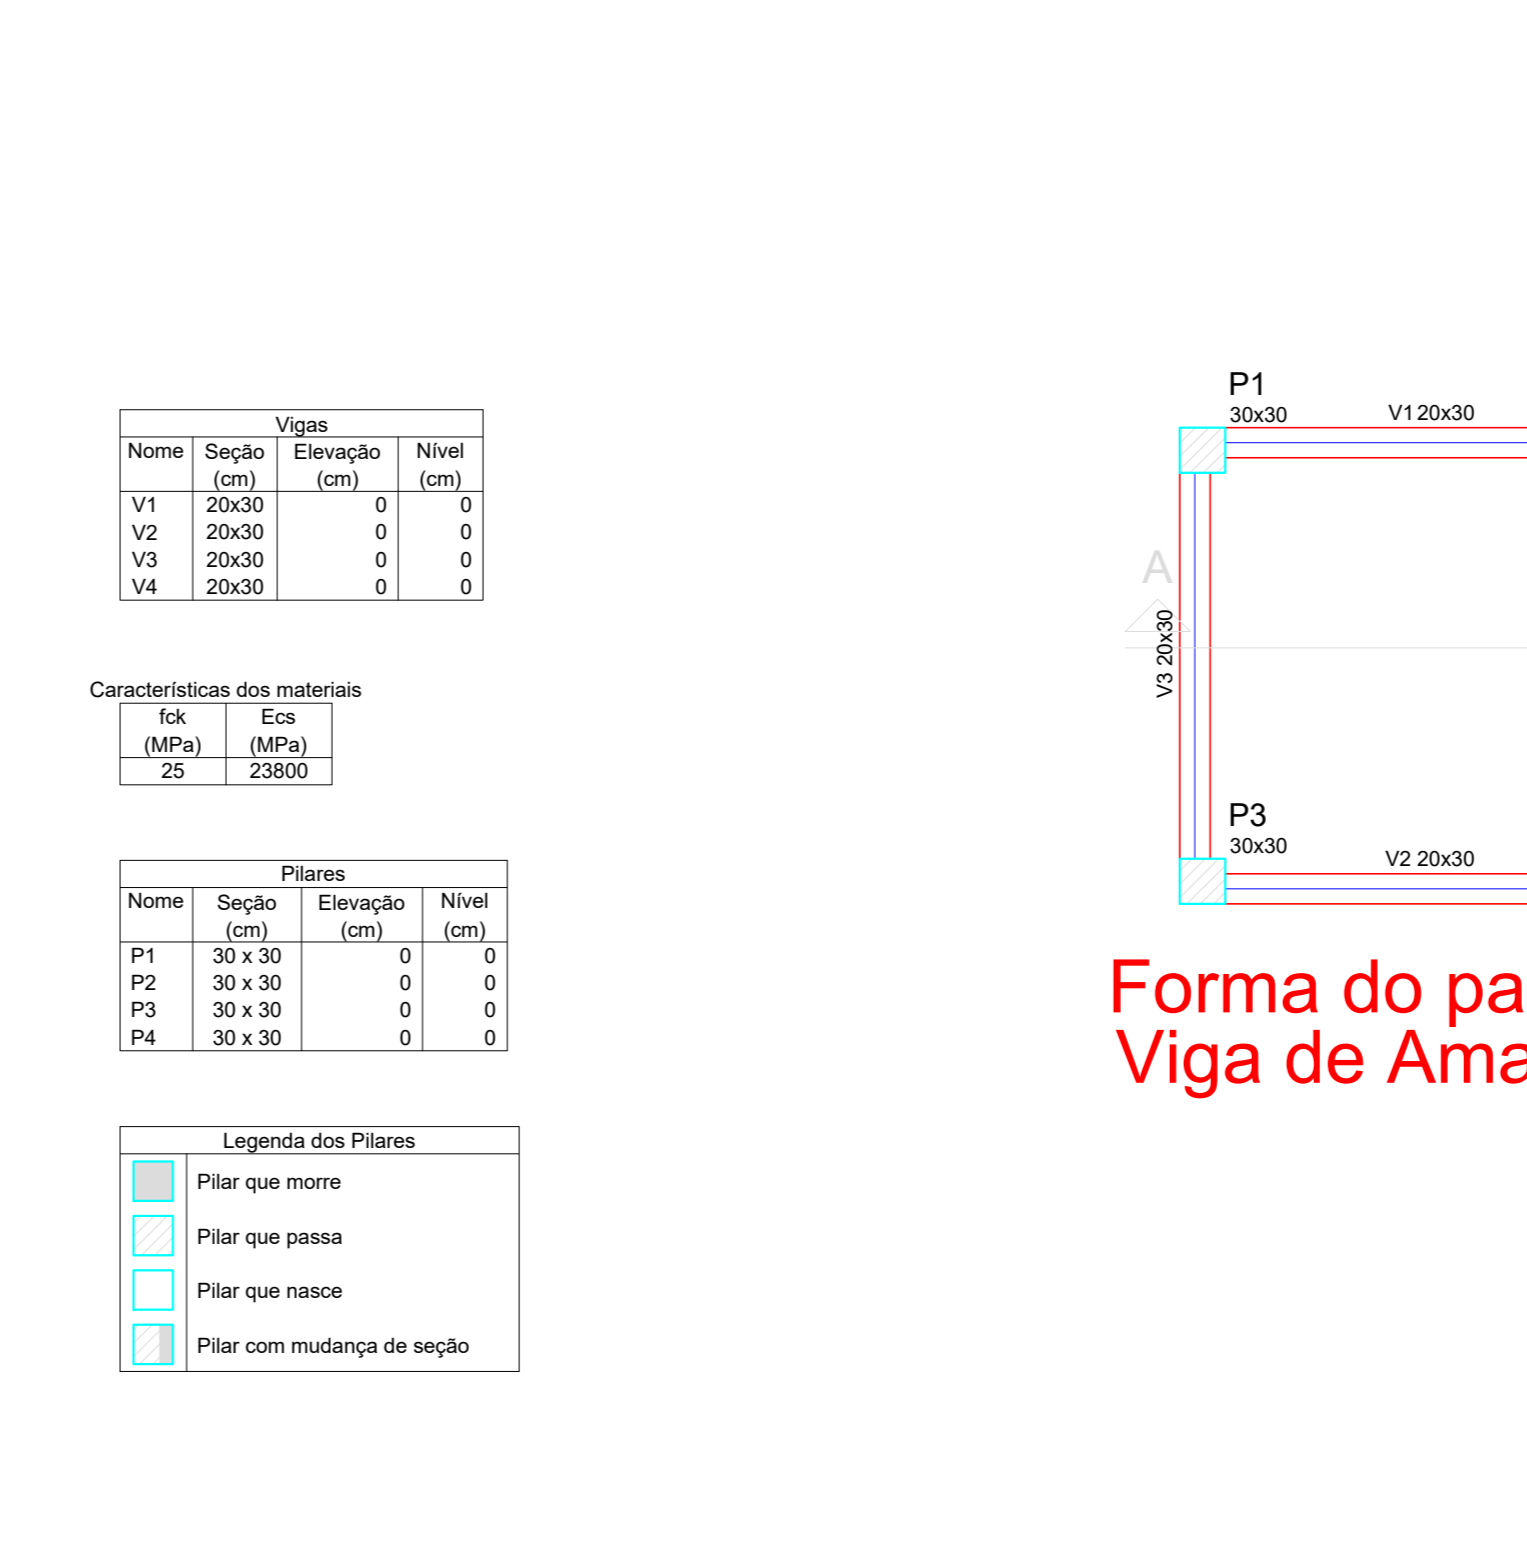 Vigas
Nome Seção Elevação Nível
(cm) (cm) (cm)
V1 20x30 0 0
V2 20x30 0 0
V3 20x30 0 0
V4 20x30 0 0
Características dos materiais
fck Ecs
(MPa) (MPa)
25 23800
Pilares
Nome Seção Elevação Nível
(cm) (cm) (cm)
P1 30 x 30 0 0
P2 30 x 30 0 0
P3 30 x 30 0 0
P4 30 x 30 0 0
Legenda dos Pilares
Pilar que morre
Pilar que passa
Pilar que nasce
Pilar com mudança de seção
P1
30x30
V1 20x30
A
V3 20x30
P3
30x30
V2 20x30
Forma do pa
Viga de Ama